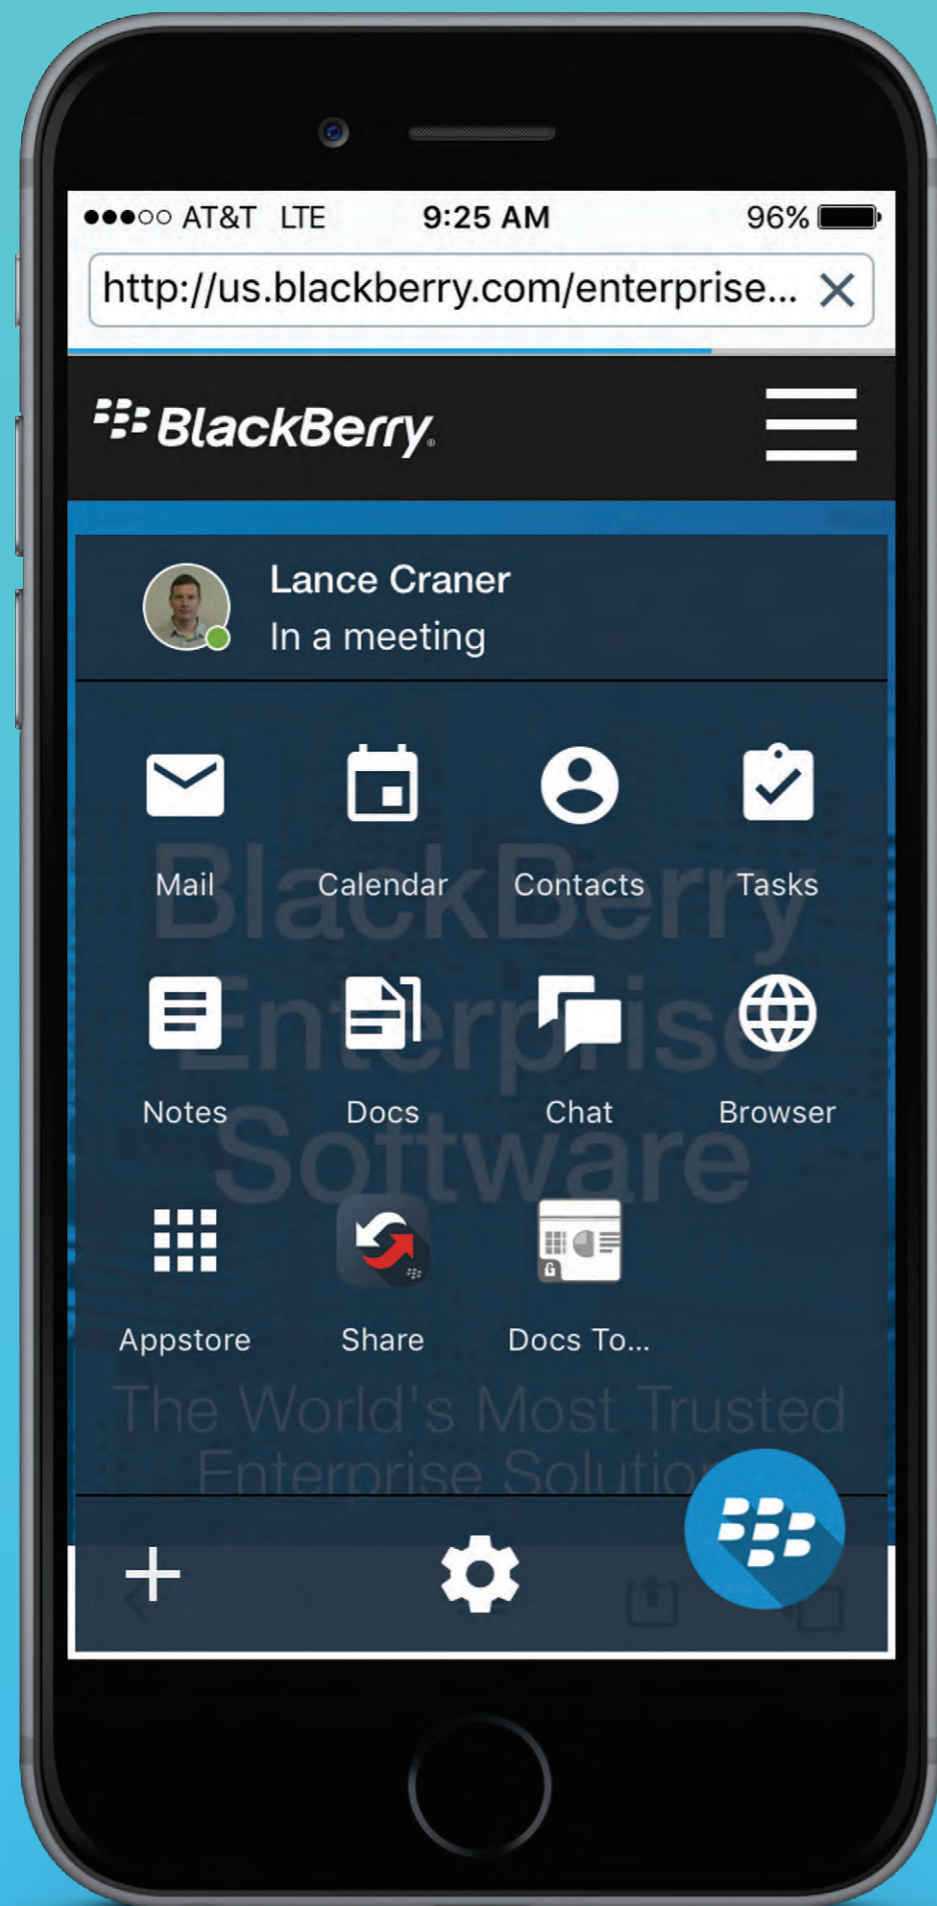 AT&T LTE 9:25 AM 96%
http://us.blackberry.com/enterprise...
BlackBerry
Lance Craner
In a meeting
Mail Calendar Contacts Tasks
BlackBerry
Notes Docs Chat Browser
Enterprise
Software
Appstore Share Docs To...
The World's Most Trusted
Enterprise Solution